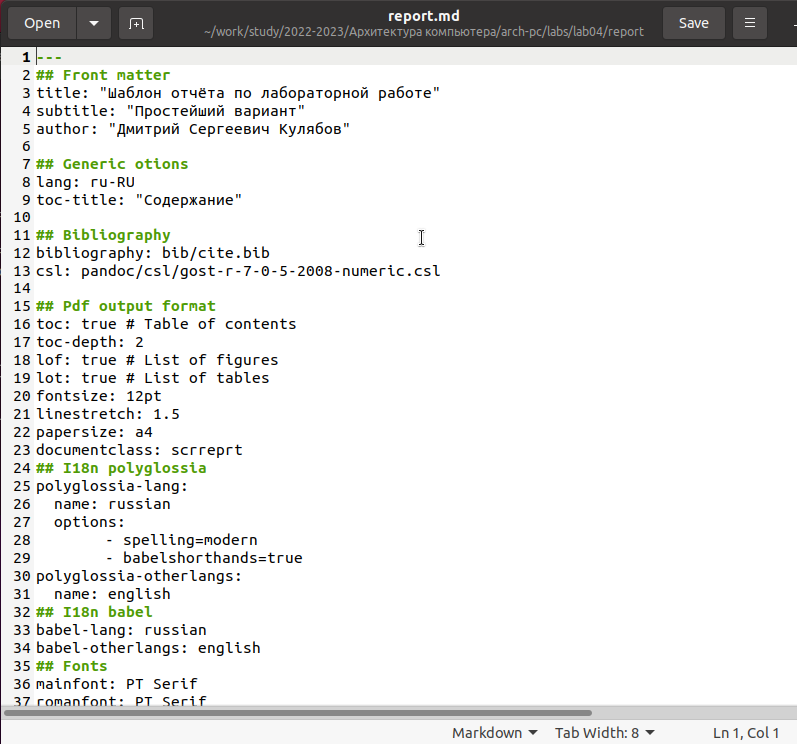 Open
report.md
~/work/study/2022-2023/Архитектура компьютера/arch-pc/labs/lab04/report
Save
1 ---
2 ## Front matter
3 title: "Шаблон отчёта по лабораторной работе"
4 subtitle: "Простейший вариант"
5 author: "Дмитрий Сергеевич Кулябов"
6
7 ## Generic otions
8 lang: ru-RU
9 toc-title: "Содержание"
10
11 ## Bibliography
12 bibliography: bib/cite.bib
13 csl: pandoc/csl/gost-r-7-0-5-2008-numeric.csl
14
15 ## Pdf output format
16 toc: true # Table of contents
17 toc-depth: 2
18 lof: true # List of figures
19 lot: true # List of tables
20 fontsize: 12pt
21 linestretch: 1.5
22 papersize: a4
23 documentclass: scrreprt
24 ## I18n polyglossia
25 polyglossia-lang:
26   name: russian
27   options:
28         - spelling=modern
29         - babelshorthands=true
30 polyglossia-otherlangs:
31   name: english
32 ## I18n babel
33 babel-lang: russian
34 babel-otherlangs: english
35 ## Fonts
36 mainfont: PT Serif
37 romanfont: PT Serif
Markdown Tab Width: 8 Ln 1, Col 1